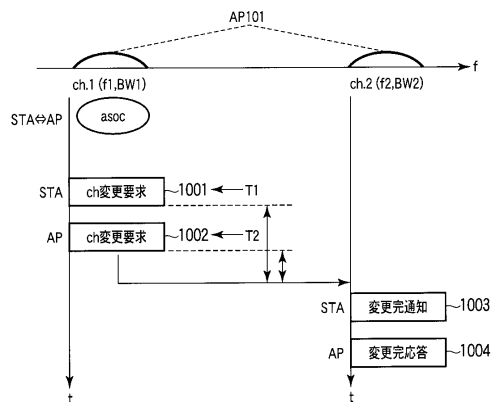 AP101
f
ch.1 (f1,BW1)
ch.2 (f2,BW2)
STA⇔AP
asoc
STA
ch変更要求
1001
T1
AP
ch変更要求
1002
T2
STA
変更完通知
1003
AP
変更完応答
1004
t
t